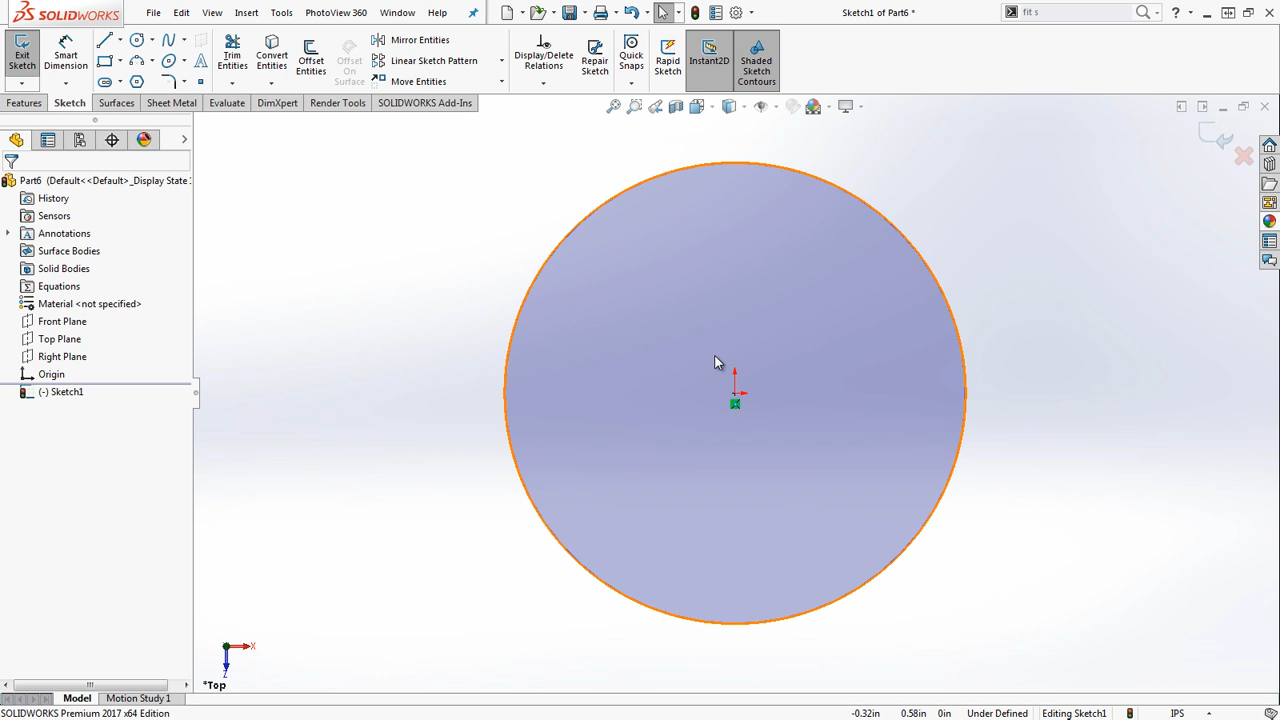 SOLIDWORKS File Edit View Insert Tools PhotoView 360 Window Help Sketch1 of Part6 * fit s ?
Exit Sketch
Smart Dimension
Trim Entities
Convert Entities
Offset Entities
Offset On Surface
Mirror Entities
Linear Sketch Pattern
Move Entities
Display/Delete Relations
Repair Sketch
Quick Snaps
Rapid Sketch
Instant2D
Shaded Sketch Contours
Features Sketch Surfaces Sheet Metal Evaluate DimXpert Render Tools SOLIDWORKS Add-Ins
Part6 (Default<<Default>_Display State
History
Sensors
Annotations
Surface Bodies
Solid Bodies
Equations
Material <not specified>
Front Plane
Top Plane
Right Plane
Origin
(-) Sketch1
X
Z
*Top
Model Motion Study 1
SOLIDWORKS Premium 2017 x64 Edition -0.32in 0.58in 0in Under Defined Editing Sketch1 IPS